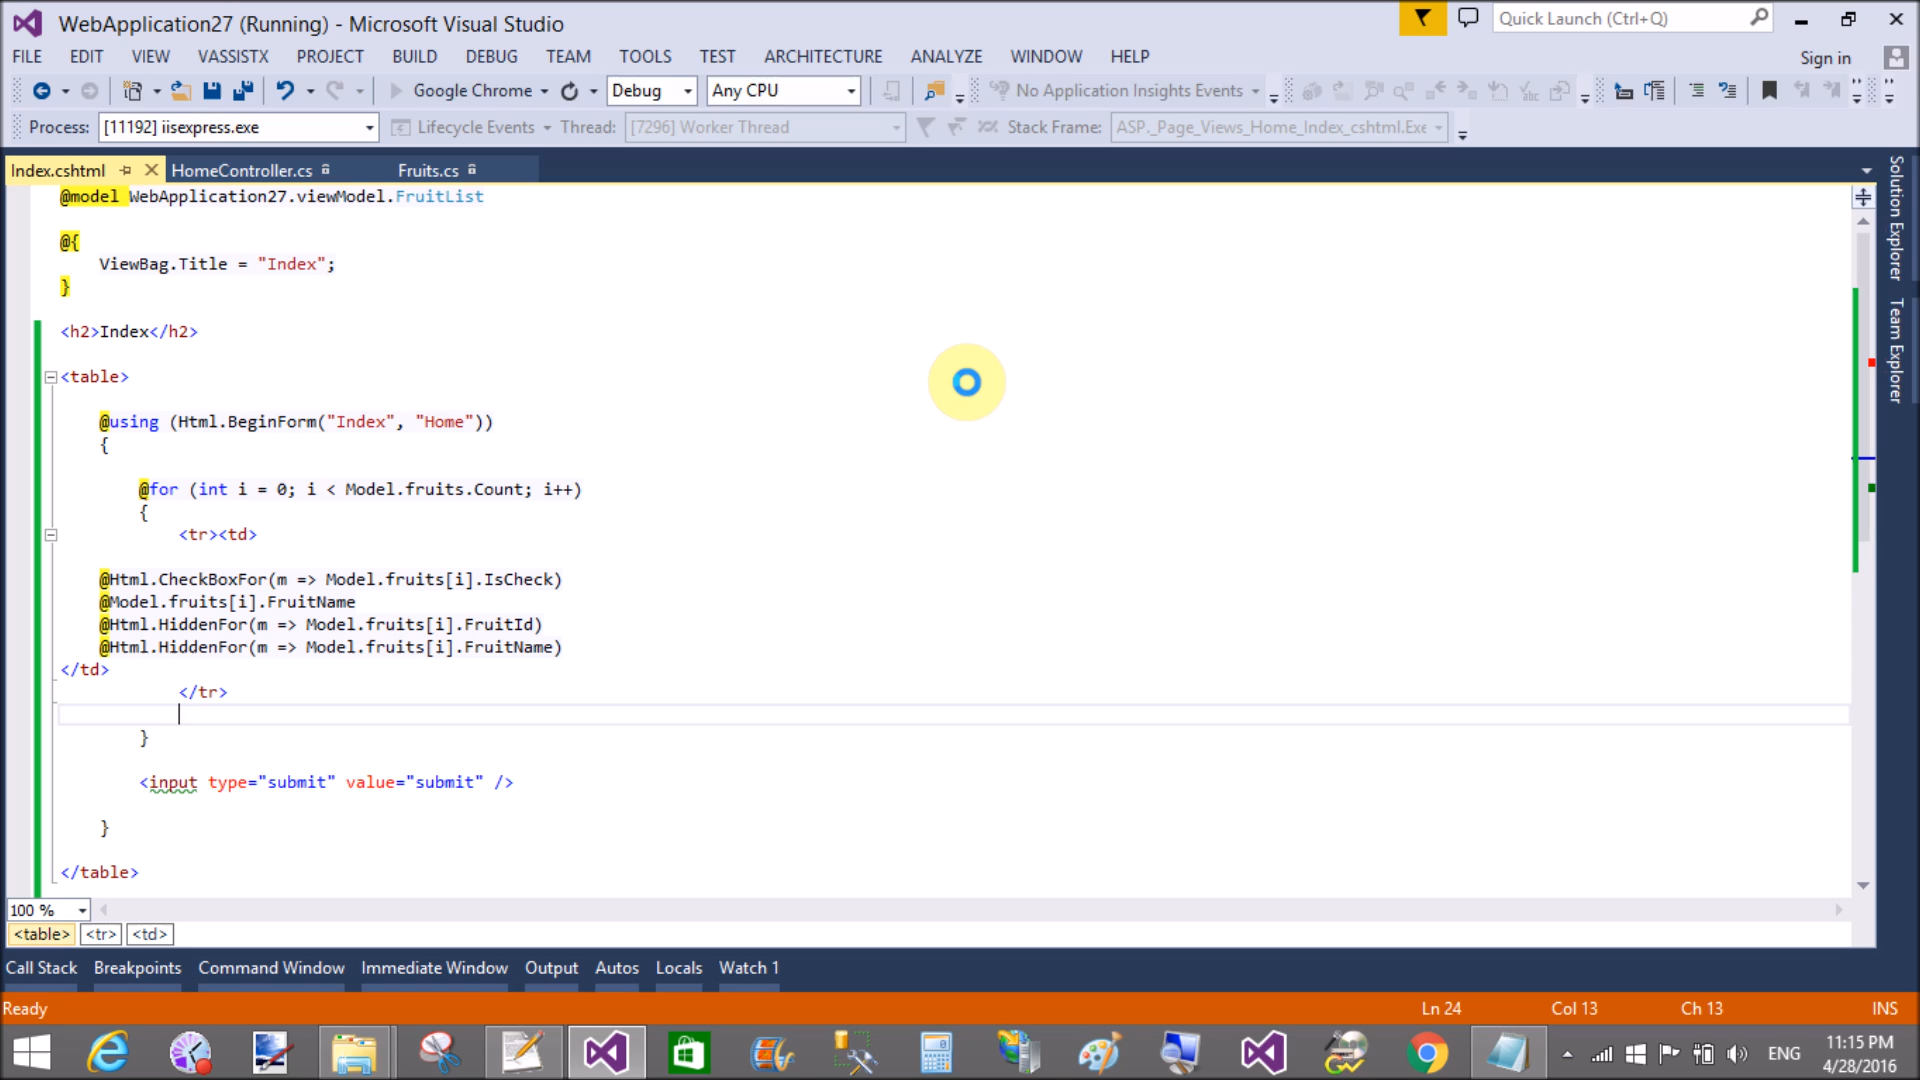 WebApplication27 (Running) - Microsoft Visual Studio
Quick Launch (Ctrl+Q)
FILE EDIT VIEW VASSISTX PROJECT BUILD DEBUG TEAM TOOLS TEST ARCHITECTURE ANALYZE WINDOW HELP
Sign in
Google Chrome Debug Any CPU No Application Insights Events
Process: [11192] iisexpress.exe Lifecycle Events Thread: [7296] Worker Thread Stack Frame: ASP._Page_Views_Home_Index_cshtml.Exe
Index.cshtml HomeController.cs Fruits.cs
Solution Explorer
Team Explorer
@model WebApplication27.viewModel.FruitList
@{
ViewBag.Title = "Index";
}
<h2>Index</h2>
<table>
@using (Html.BeginForm("Index", "Home"))
{
@for (int i = 0; i < Model.fruits.Count; i++)
{
<tr><td>
@Html.CheckBoxFor(m => Model.fruits[i].IsCheck)
@Model.fruits[i].FruitName
@Html.HiddenFor(m => Model.fruits[i].FruitId)
@Html.HiddenFor(m => Model.fruits[i].FruitName)
</td>
</tr>
}
<input type="submit" value="submit" />
}
</table>
100 %
<table> <tr> <td>
Call Stack Breakpoints Command Window Immediate Window Output Autos Locals Watch 1
Ready Ln 24 Col 13 Ch 13 INS
ENG
11:15 PM
4/28/2016